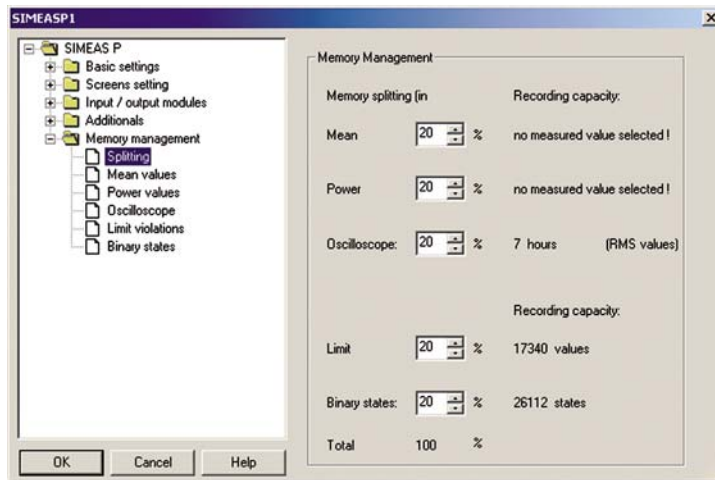 SIMEASP1
SIMEAS P
Basic settings
Screens setting
Input / output modules
Additionals
Memory management
Splitting
Mean values
Power values
Oscilloscope
Limit violations
Binary states
OK Cancel Help
Memory Management
Memory splitting (in Recording capacity:
Mean 20 % no measured value selected !
Power 20 % no measured value selected !
Oscilloscope: 20 % 7 hours (RMS values)
Recording capacity:
Limit 20 % 17340 values
Binary states: 20 % 26112 states
Total 100 %